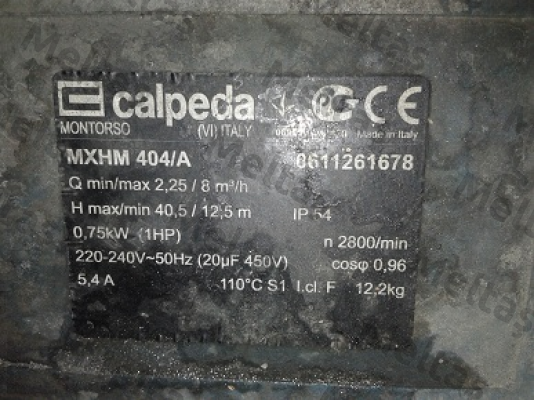 calpeda
MONTORSO (VI) ITALY Made in Italy
MXHM 404/A 0611261678
Q min/max 2,25 / 8 m³/h
H max/min 40,5 / 12,5 m IP 54
0,75kW (1HP) n 2800/min
220-240V~50Hz (20µF 450V) cosφ 0,96
5,4 A 110°C S1 I.cl. F 12,2kg
Meltas